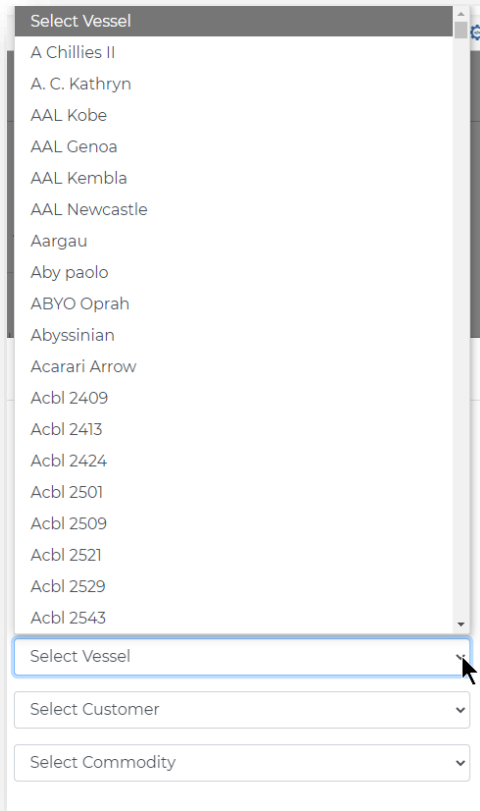 Select Vessel
A Chillies II
A. C. Kathryn
AAL Kobe
AAL Genoa
AAL Kembla
AAL Newcastle
Aargau
Aby paolo
ABYO Oprah
Abyssinian
Acarari Arrow
Acbl 2409
Acbl 2413
Acbl 2424
Acbl 2501
Acbl 2509
Acbl 2521
Acbl 2529
Acbl 2543
Select Vessel
Select Customer
Select Commodity